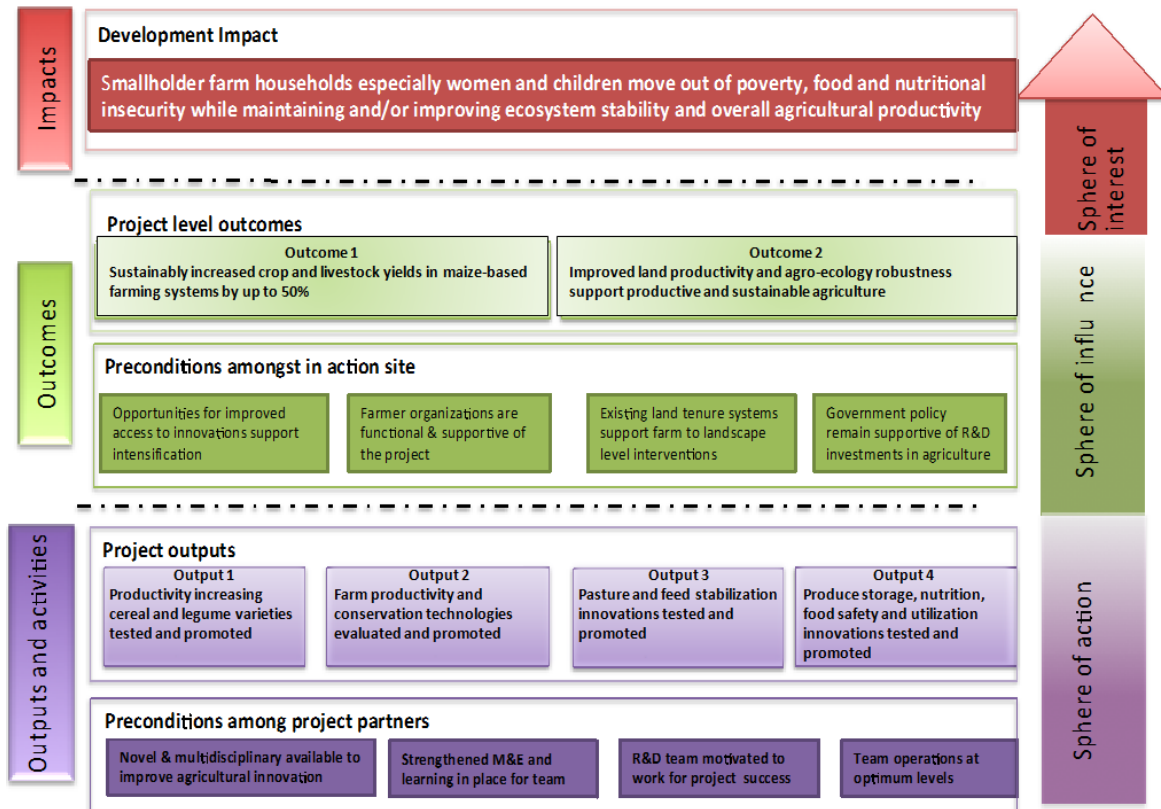 Impacts
Development Impact
Smallholder farm households especially women and children move out of poverty, food and nutritional
insecurity while maintaining and/or improving ecosystem stability and overall agricultural productivity
Sphere of
interest
Outcomes
Project level outcomes
Outcome 1
Sustainably increased crop and livestock yields in maize-based
farming systems by up to 50%
Outcome 2
Improved land productivity and agro-ecology robustness
support productive and sustainable agriculture
Preconditions amongst in action site
Opportunities for improved
access to innovations support
intensification
Farmer organizations are
functional & supportive of
the project
Existing land tenure systems
support farm to landscape
level interventions
Government policy
remain supportive of R&D
investments in agriculture
Sphere of influ nce
Outputs and activities
Project outputs
Output 1
Productivity increasing
cereal and legume varieties
tested and promoted
Output 2
Farm productivity and
conservation technologies
evaluated and promoted
Output 3
Pasture and feed stabilization
innovations tested and
promoted
Output 4
Produce storage, nutrition,
food safety and utilization
innovations tested and
promoted
Preconditions among project partners
Novel & multidisciplinary available to
improve agricultural innovation
Strengthened M&E and
learning in place for team
R&D team motivated to
work for project success
Team operations at
optimum levels
Sphere of action